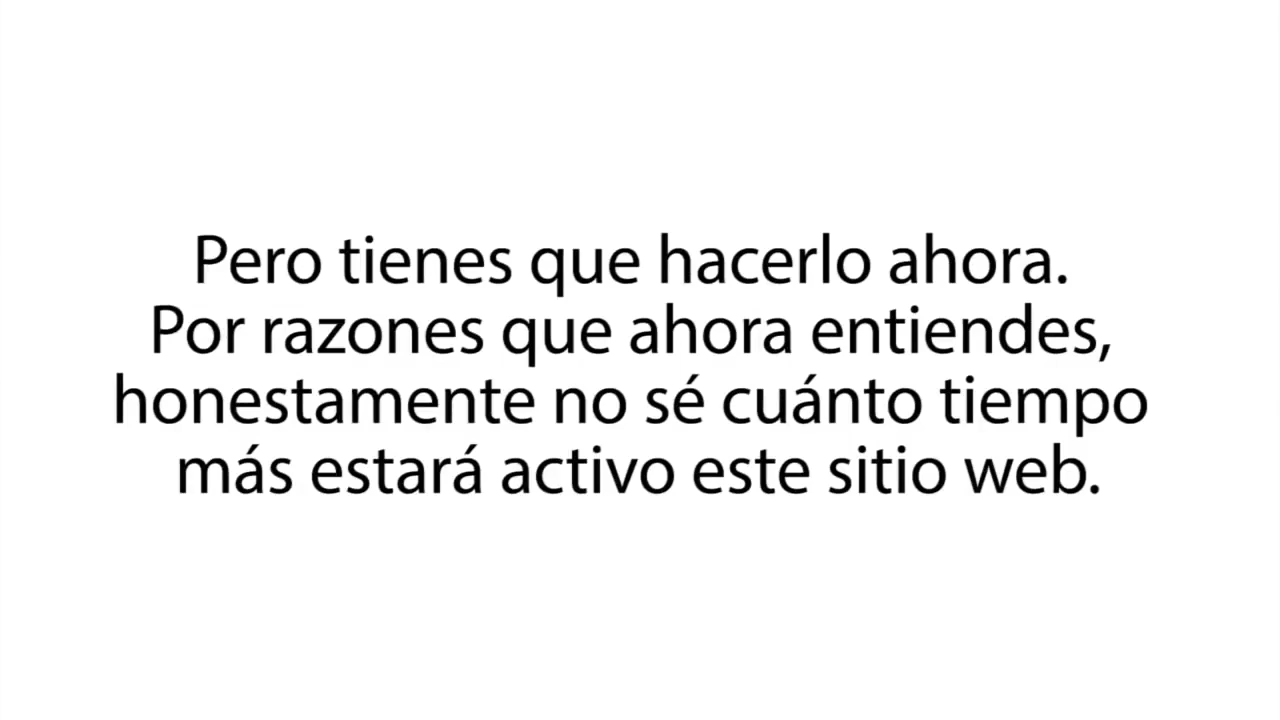 Pero tienes que hacerlo ahora.
Por razones que ahora entiendes,
honestamente no sé cuánto tiempo
más estará activo este sitio web.